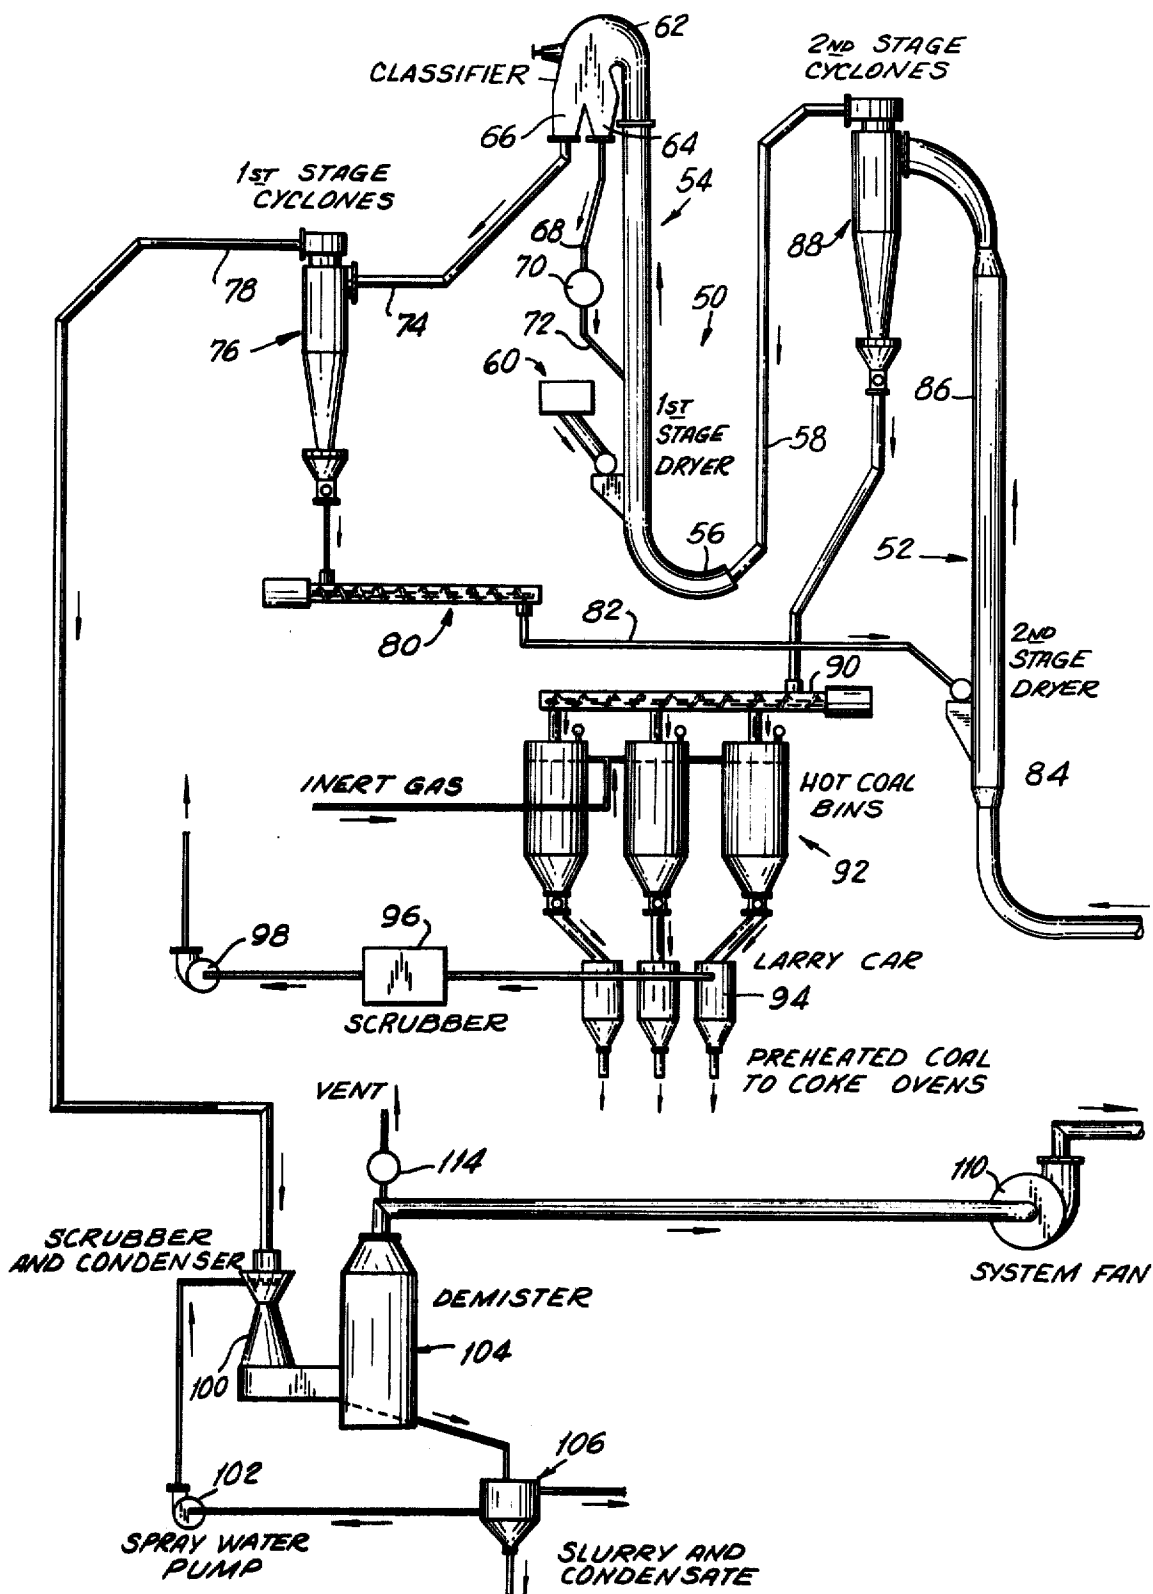 62
2ND STAGE
CYCLONES
CLASSIFIER
66
64
1ST STAGE
CYCLONES
54
68
88
78
70
50
74
72
76
60
86
1ST
STAGE
DRYER
58
56
52
82
80
2ND
STAGE
DRYER
90
84
INERT GAS
HOT COAL
BINS
92
96
98
LARRY CAR
94
SCRUBBER
PREHEATED COAL
TO COKE OVENS
VENT
114
110
SCRUBBER
AND CONDENSER
SYSTEM FAN
DEMISTER
104
100
106
102
SPRAY WATER
PUMP
SLURRY AND
CONDENSATE